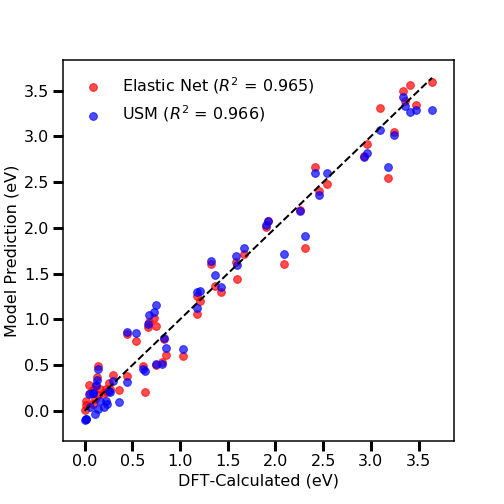 Elastic Net (R² = 0.965)
USM (R² = 0.966)
3.5
3.0
2.5
2.0
1.5
1.0
0.5
0.0
Model Prediction (eV)
0.0 0.5 1.0 1.5 2.0 2.5 3.0 3.5
DFT-Calculated (eV)